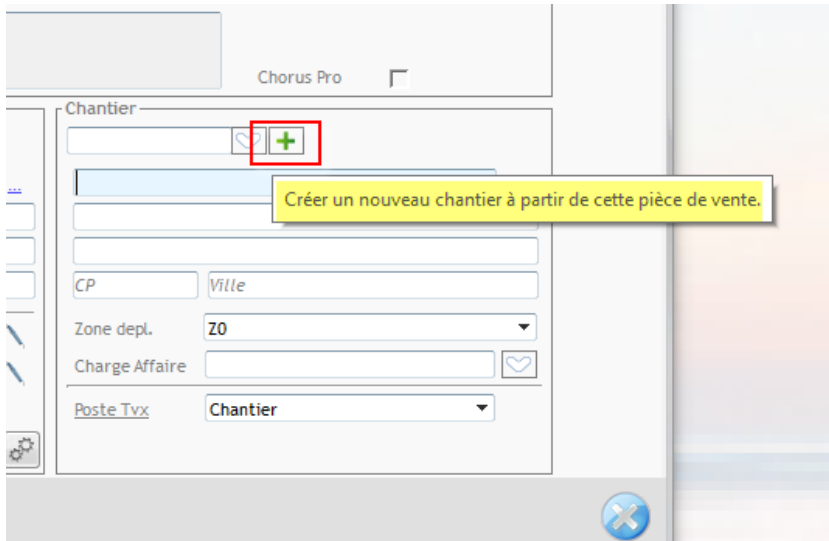 Chorus Pro
Chantier
...
Créer un nouveau chantier à partir de cette pièce de vente.
CP Ville
Zone depl. Z0
Charge Affaire
Poste Tvx Chantier